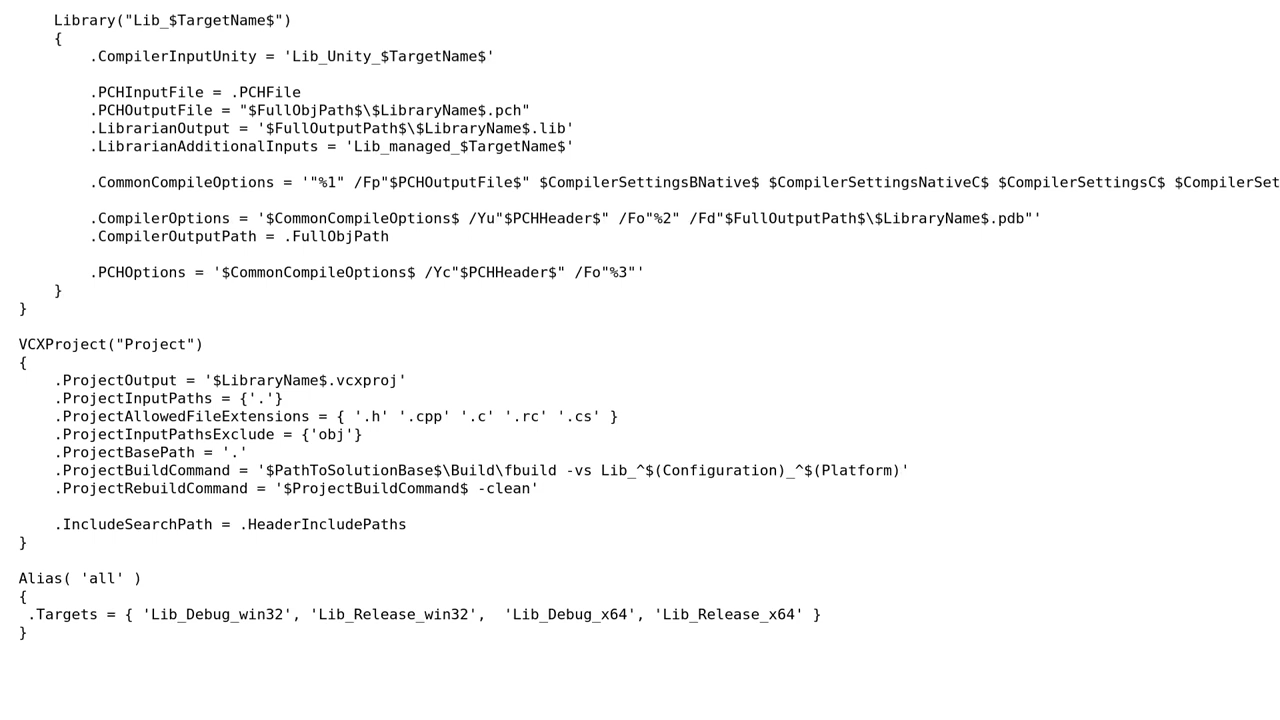 Library("Lib_$TargetName$")
{
.CompilerInputUnity = 'Lib_Unity_$TargetName$'
.PCHInputFile = .PCHFile
.PCHOutputFile = "$FullObjPath$\$LibraryName$.pch"
.LibrarianOutput = '$FullOutputPath$\$LibraryName$.lib'
.LibrarianAdditionalInputs = 'Lib_managed_$TargetName$'
.CommonCompileOptions = '"%1" /Fp"$PCHOutputFile$" $CompilerSettingsBNative$ $CompilerSettingsNativeC$ $CompilerSettingsC$ $CompilerSet
.CompilerOptions = '$CommonCompileOptions$ /Yu"$PCHHeader$" /Fo"%2" /Fd"$FullOutputPath$\$LibraryName$.pdb"'
.CompilerOutputPath = .FullObjPath
.PCHOptions = '$CommonCompileOptions$ /Yc"$PCHHeader$" /Fo"%3"'
}
}
VCXProject("Project")
{
.ProjectOutput = '$LibraryName$.vcxproj'
.ProjectInputPaths = {'.'}
.ProjectAllowedFileExtensions = { '.h' '.cpp' '.c' '.rc' '.cs' }
.ProjectInputPathsExclude = {'obj'}
.ProjectBasePath = '.'
.ProjectBuildCommand = '$PathToSolutionBase$\Build\fbuild -vs Lib_^$(Configuration)_^$(Platform)'
.ProjectRebuildCommand = '$ProjectBuildCommand$ -clean'
.IncludeSearchPath = .HeaderIncludePaths
}
Alias( 'all' )
{
.Targets = { 'Lib_Debug_win32', 'Lib_Release_win32',  'Lib_Debug_x64', 'Lib_Release_x64' }
}